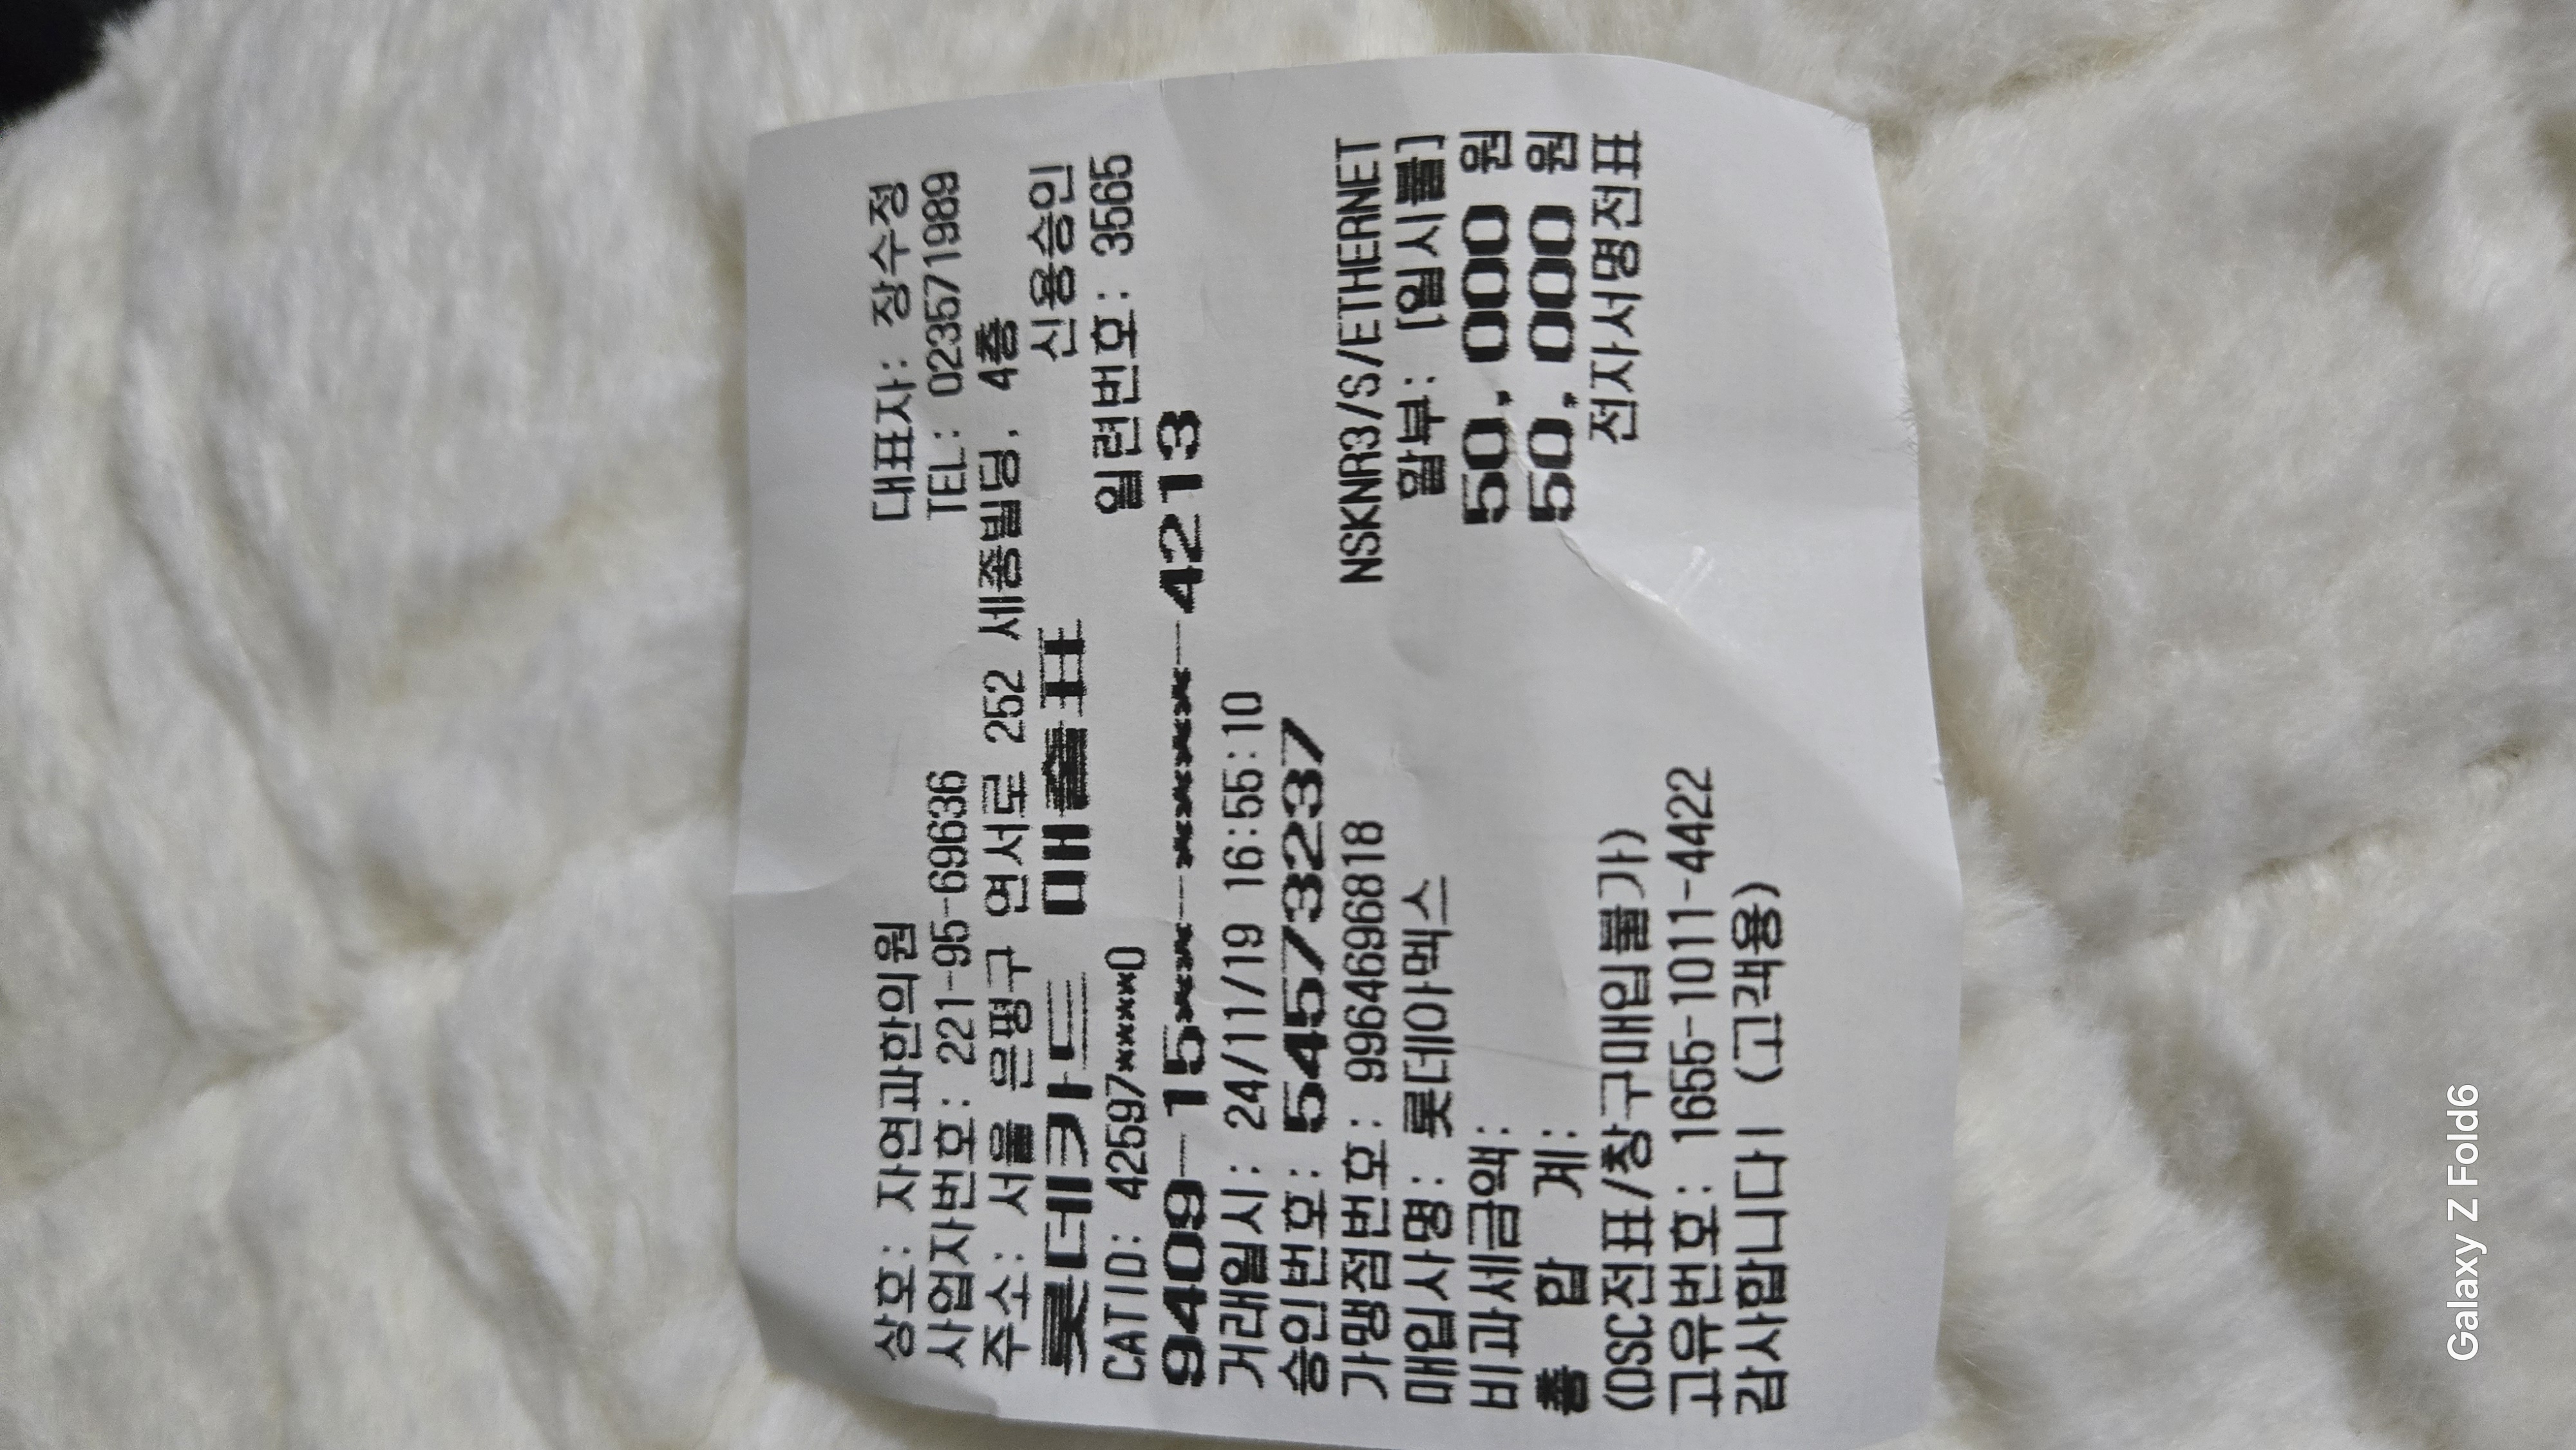 상호: 자연과한의원 대표자: 장수정
사업자번호: 221-95-69636 TEL: 023571989
주소: 서울 은평구 연서로 252 세종빌딩, 4층
롯데카드 매출표 신용승인
CATID: 42597****0 일련번호: 3565
9409-15**-****-4213
거래일시: 24/11/19 16:55:10
승인번호: 54573237
가맹점번호: 9964696818 NSKNR3/S/ETHERNET
매입사명: 롯데아멕스 할부: [일시불]
비과세금액: 50,000 원
총 합 계: 50,000 원
(DSC전표/창구매입불가) 전자서명전표
고유번호: 1655-1011-4422
감사합니다! (고객용)
Galaxy Z Fold6